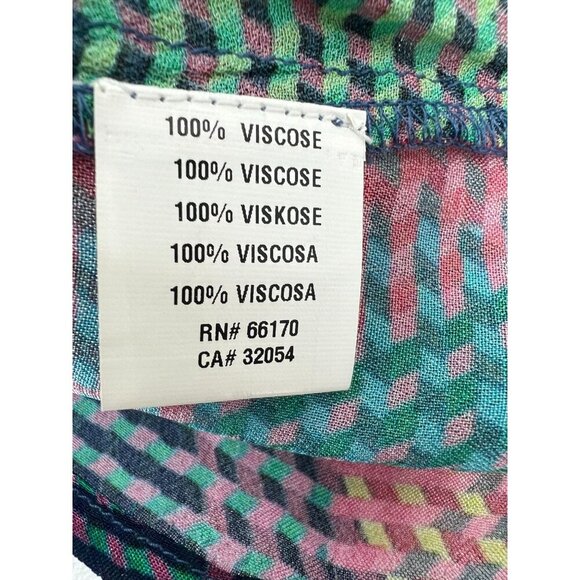 100% VISCOSE
100% VISCOSE
100% VISKOSE
100% VISCOSA
100% VISCOSA
RN# 66170
CA# 32054